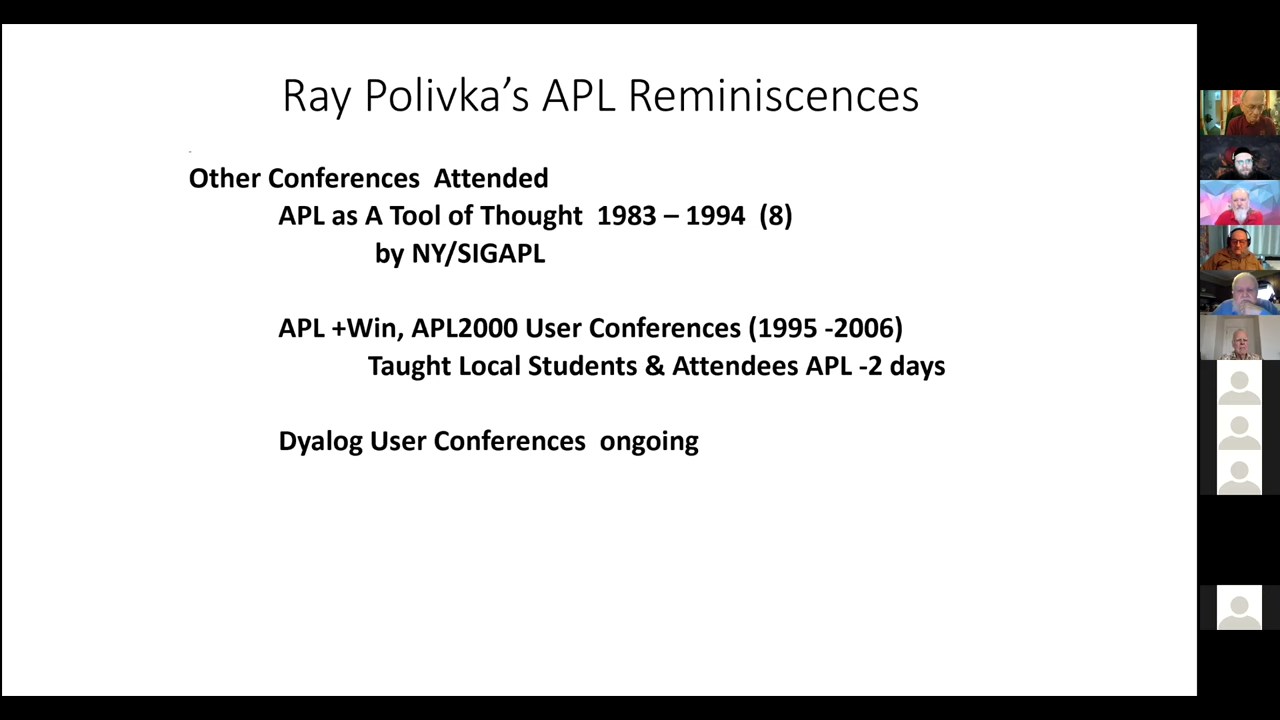 Ray Polivka’s APL Reminiscences
Other Conferences Attended
APL as A Tool of Thought 1983 – 1994 (8)
by NY/SIGAPL
APL +Win, APL2000 User Conferences (1995 -2006)
Taught Local Students & Attendees APL -2 days
Dyalog User Conferences ongoing